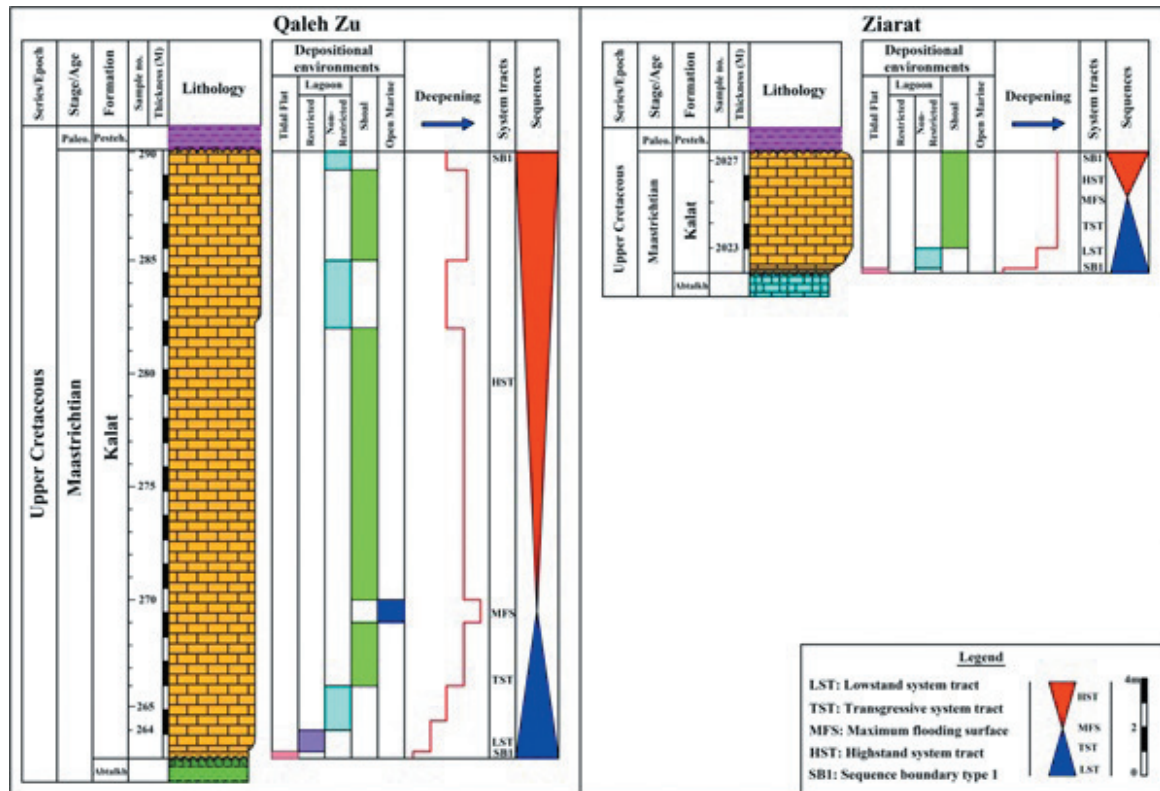 Qaleh Zu
Series/Epoch
Stage/Age
Formation
Sample no.
Thickness (M)
Lithology
Depositional environments
Tidal Flat
Lagoon
Restricted
Non-Restricted
Shoal
Open Marine
Deepening
System tracts
Sequences
Paleo.
Pesteh.
Upper Cretaceous
Maastrichtian
Kalat
Abtalkh
290
285
280
275
270
265
264
SB1
HST
MFS
TST
LST
SB1
Ziarat
Series/Epoch
Stage/Age
Formation
Sample no.
Thickness (M)
Lithology
Depositional environments
Tidal Flat
Lagoon
Restricted
Non-Restricted
Shoal
Open Marine
Deepening
System tracts
Sequences
Paleo.
Pesteh.
Upper Cretaceous
Maastrichtian
Kalat
Abtalkh
2027
2023
SB1
HST
MFS
TST
LST
SB1
Legend
LST: Lowstand system tract
TST: Transgressive system tract
MFS: Maximum flooding surface
HST: Highstand system tract
SB1: Sequence boundary type 1
HST
MFS
TST
LST
4m
2
0